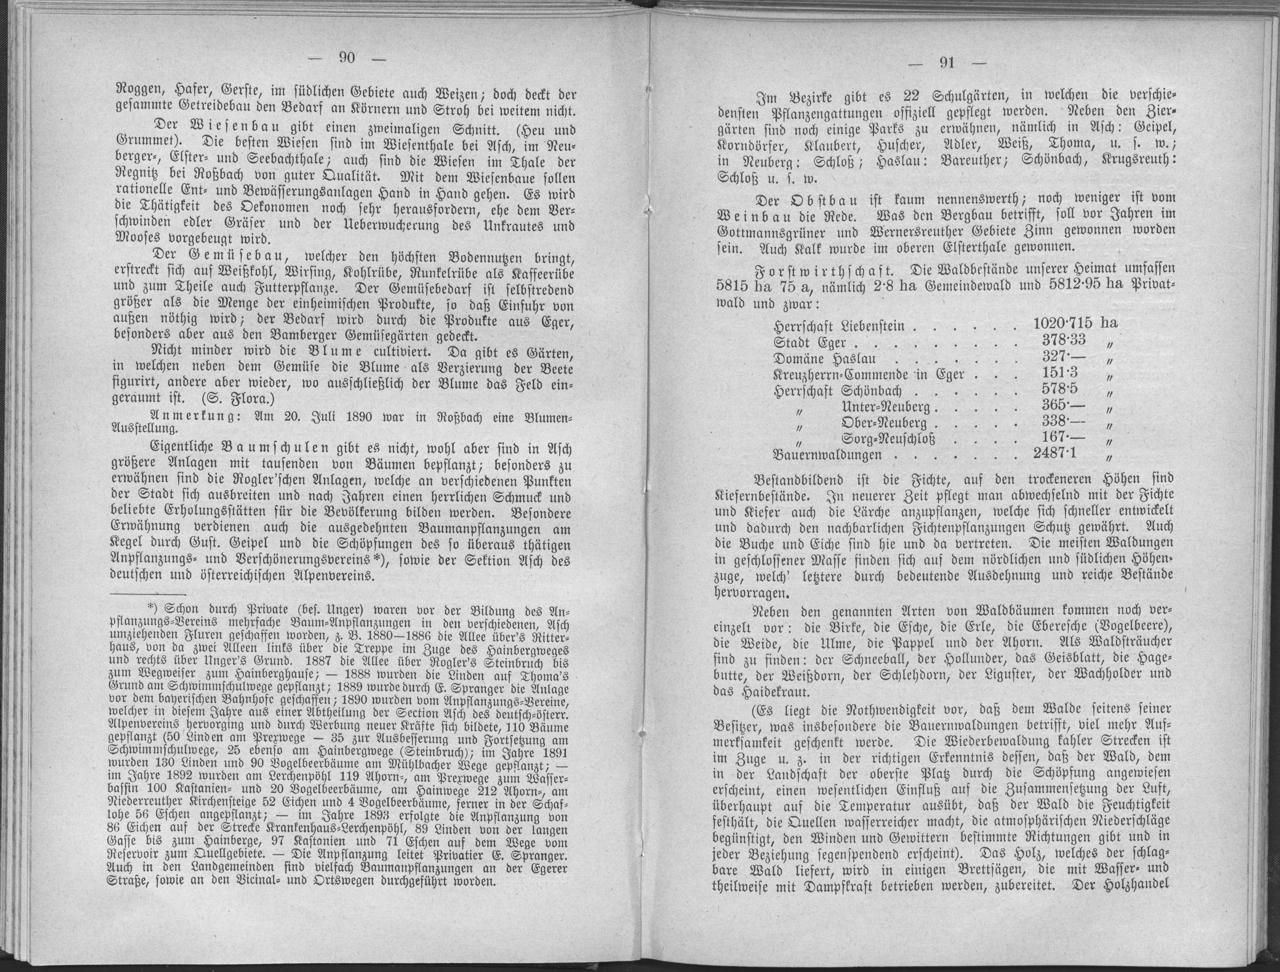 — 90 —
Roggen, Hafer, Gerste, im südlichen Gebiete auch Weizen; doch deckt der
gesammte Getreidebau den Bedarf an Körnern und Stroh bei weitem nicht.
Der Wiesenbau gibt einen zweimaligen Schnitt. (Heu und
Grummet). Die besten Wiesen sind im Wiesenthale bei Asch, im Neu-
berger-, Elster- und Seebachthale; auch sind die Wiesen im Thale der
Regnitz bei Roßbach von guter Qualität. Mit dem Wiesenbaue sollen
rationelle Ent- und Bewässerungsanlagen Hand in Hand gehen. Es wird
die Thätigkeit des Oekonomen noch sehr herausfordern, ehe dem Ver-
schwinden edler Gräser und der Ueberwucherung des Unkrautes und
Mooses vorgebeugt wird.
Der Gemüsebau, welcher den höchsten Bodennutzen bringt,
erstreckt sich auf Weißkohl, Wirsing, Kohlrübe, Runkelrübe als Kaffeerübe
und zum Theile auch Futterpflanze. Der Gemüsebedarf ist selbstredend
größer als die Menge der einheimischen Produkte, so daß Einfuhr von
außen nöthig wird; der Bedarf wird durch die Produkte aus Eger,
besonders aber aus den Bamberger Gemüsegärten gedeckt.
Nicht minder wird die Blume cultiviert. Da gibt es Gärten,
in welchen neben dem Gemüse die Blume als Verzierung der Beete
figurirt, andere aber wieder, wo ausschließlich der Blume das Feld ein-
geraumt ist. (S. Flora.)
Anmerkung: Am 20. Juli 1890 war in Roßbach eine Blumen-
Ausstellung.
Eigentliche Baumschulen gibt es nicht, wohl aber sind in Asch
größere Anlagen mit tausenden von Bäumen bepflanzt; besonders zu
erwähnen sind die Rogler'schen Anlagen, welche an verschiedenen Punkten
der Stadt sich ausbreiten und nach Jahren einen herrlichen Schmuck und
beliebte Erholungsstätten für die Bevölkerung bilden werden. Besondere
Erwähnung verdienen auch die ausgedehnten Baumanpflanzungen am
Kegel durch Gust. Geipel und die Schöpfungen des so überaus thätigen
Anpflanzungs- und Verschönerungsvereins*), sowie der Sektion Asch des
deutschen und österreichischen Alpenvereins.
*) Schon durch Private (bes. Unger) waren vor der Bildung des An-
pflanzungs-Vereins mehrfache Baum-Anpflanzungen in den verschiedenen, Asch
umziehenden Fluren geschaffen worden, z. B. 1880—1886 die Allee über's Ritter-
haus, von da zwei Alleen links über die Treppe im Zuge des Hainbergweges
und rechts über Unger's Grund. 1887 die Allee über Rogler's Steinbruch bis
zum Wegweiser zum Hainberghause; — 1888 wurden die Linden auf Thoma's
Grund am Schwimmschulwege gepflanzt; 1889 wurde durch E. Spranger die Anlage
vor dem bayerischen Bahnhofe geschaffen; 1890 wurden vom Anpflanzungs-Vereine,
welcher in diesem Jahre aus einer Abtheilung der Section Asch des deutsch-österr.
Alpenvereins hervorging und durch Werbung neuer Kräfte sich bildete, 110 Bäume
gepflanzt (50 Linden am Prexwege — 35 zur Ausbesserung und Fortsetzung am
Schwimmschulwege, 25 ebenso am Hainbergwege (Steinbruch); im Jahre 1891
wurden 130 Linden und 90 Vogelbeerbäume am Mühlbacher Wege gepflanzt; —
im Jahre 1892 wurden am Lerchenpöhl 119 Ahorn-, am Prexwege zum Wasser-
bassin 100 Kastanien- und 20 Vogelbeerbäume, am Hainwege 212 Ahorn-, am
Niederreuther Kirchensteige 52 Eichen und 4 Vogelbeerbäume, ferner in der Schaf-
lohe 56 Eschen angepflanzt; — im Jahre 1893 erfolgte die Anpflanzung von
86 Eichen auf der Strecke Krankenhaus-Lerchenpöhl, 89 Linden von der langen
Gasse bis zum Hainberge, 97 Kastanien und 71 Eschen auf dem Wege vom
Reservoir zum Quellgebiete. — Die Anpflanzung leitet Privatier E. Spranger.
Auch in den Landgemeinden sind vielfach Baumanpflanzungen an der Egerer
Straße, sowie an den Vicinal- und Ortswegen durchgeführt worden.
— 91 —
Im Bezirke gibt es 22 Schulgärten, in welchen die verschie-
densten Pflanzengattungen offiziell gepflegt werden. Neben den Zier-
gärten sind noch einige Parks zu erwähnen, nämlich in Asch: Geipel,
Korndörfer, Klaubert, Huscher, Adler, Weiß, Thoma, u. s. w.;
in Neuberg: Schloß; Haslau: Bareuther; Schönbach, Krugsreuth:
Schloß u. s. w.
Der Obstbau ist kaum nennenswerth; noch weniger ist vom
Weinbau die Rede. Was den Bergbau betrifft, soll vor Jahren im
Gottmannsgrüner und Wernersreuther Gebiete Zinn gewonnen worden
sein. Auch Kalk wurde im oberen Elsterthale gewonnen.
Forstwirthschaft. Die Waldbestände unserer Heimat umfassen
5815 ha 75 a, nämlich 2·8 ha Gemeindewald und 5812·95 ha Privat-
wald und zwar:
Herrschaft Liebenstein . . . . . . 1020·715 ha
Stadt Eger . . . . . . . . . 378·33 „
Domäne Haslau . . . . . . . 327·— „
Kreuzherrn-Commende in Eger . . . 151·3 „
Herrschaft Schönbach . . . . . . 578·5 „
„ Unter-Neuberg . . . . . 365·— „
„ Ober-Neuberg . . . . . 338·— „
„ Sorg-Neuschloß . . . . 167·— „
Bauernwaldungen . . . . . . . 2487·1 „
Bestandbildend ist die Fichte, auf den trockeneren Höhen sind
Kiefernbestände. In neuerer Zeit pflegt man abwechselnd mit der Fichte
und Kiefer auch die Lärche anzupflanzen, welche sich schneller entwickelt
und dadurch den nachbarlichen Fichtenpflanzungen Schutz gewährt. Auch
die Buche und Eiche sind hie und da vertreten. Die meisten Waldungen
in geschlossener Masse finden sich auf dem nördlichen und südlichen Höhen-
zuge, welch' letztere durch bedeutende Ausdehnung und reiche Bestände
hervorragen.
Neben den genannten Arten von Waldbäumen kommen noch ver-
einzelt vor: die Birke, die Esche, die Erle, die Eberesche (Vogelbeere),
die Weide, die Ulme, die Pappel und der Ahorn. Als Waldsträucher
sind zu finden: der Schneeball, der Hollunder, das Geisblatt, die Hage-
butte, der Weißdorn, der Schlehdorn, der Liguster, der Wachholder und
das Haidekraut.
(Es liegt die Nothwendigkeit vor, daß dem Walde seitens seiner
Besitzer, was insbesondere die Bauernwaldungen betrifft, viel mehr Auf-
merksamkeit geschenkt werde. Die Wiederbewaldung kahler Strecken ist
im Zuge u. z. in der richtigen Erkenntnis dessen, daß der Wald, dem
in der Landschaft der oberste Platz durch die Schöpfung angewiesen
erscheint, einen wesentlichen Einfluß auf die Zusammensetzung der Luft,
überhaupt auf die Temperatur ausübt, daß der Wald die Feuchtigkeit
festhält, die Quellen wasserreicher macht, die atmosphärischen Niederschläge
begünstigt, den Winden und Gewittern bestimmte Richtungen gibt und in
jeder Beziehung segenspendend erscheint). Das Holz, welches der schlag-
bare Wald liefert, wird in einigen Brettsägen, die mit Wasser- und
theilweise mit Dampfkraft betrieben werden, zubereitet. Der Holzhandel